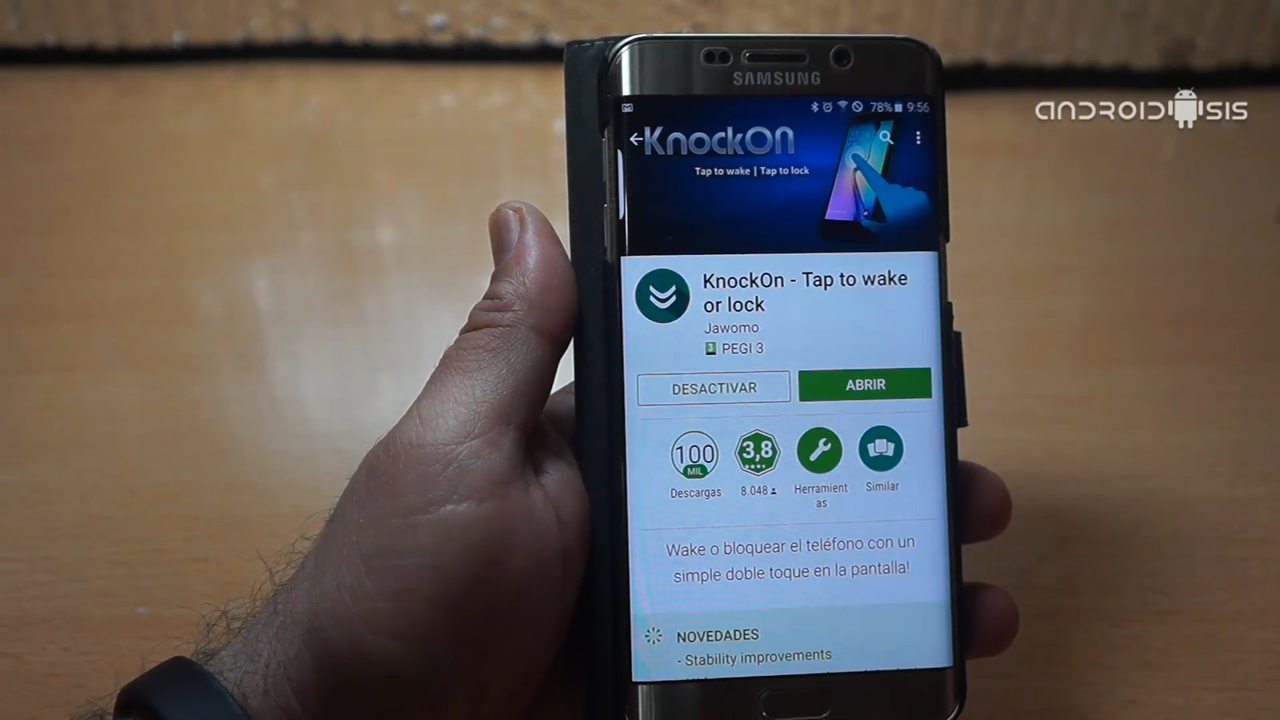 SAMSUNG
78% 9:56
KnockON
Tap to wake | Tap to lock
KnockOn - Tap to wake
or lock
Jawomo
3 PEGI 3
DESACTIVAR
ABRIR
100
MIL
Descargas
3,8
8.048
Herramient
as
Similar
Wake o bloquear el teléfono con un
simple doble toque en la pantalla!
NOVEDADES
- Stability improvements
ANDROIDSIS